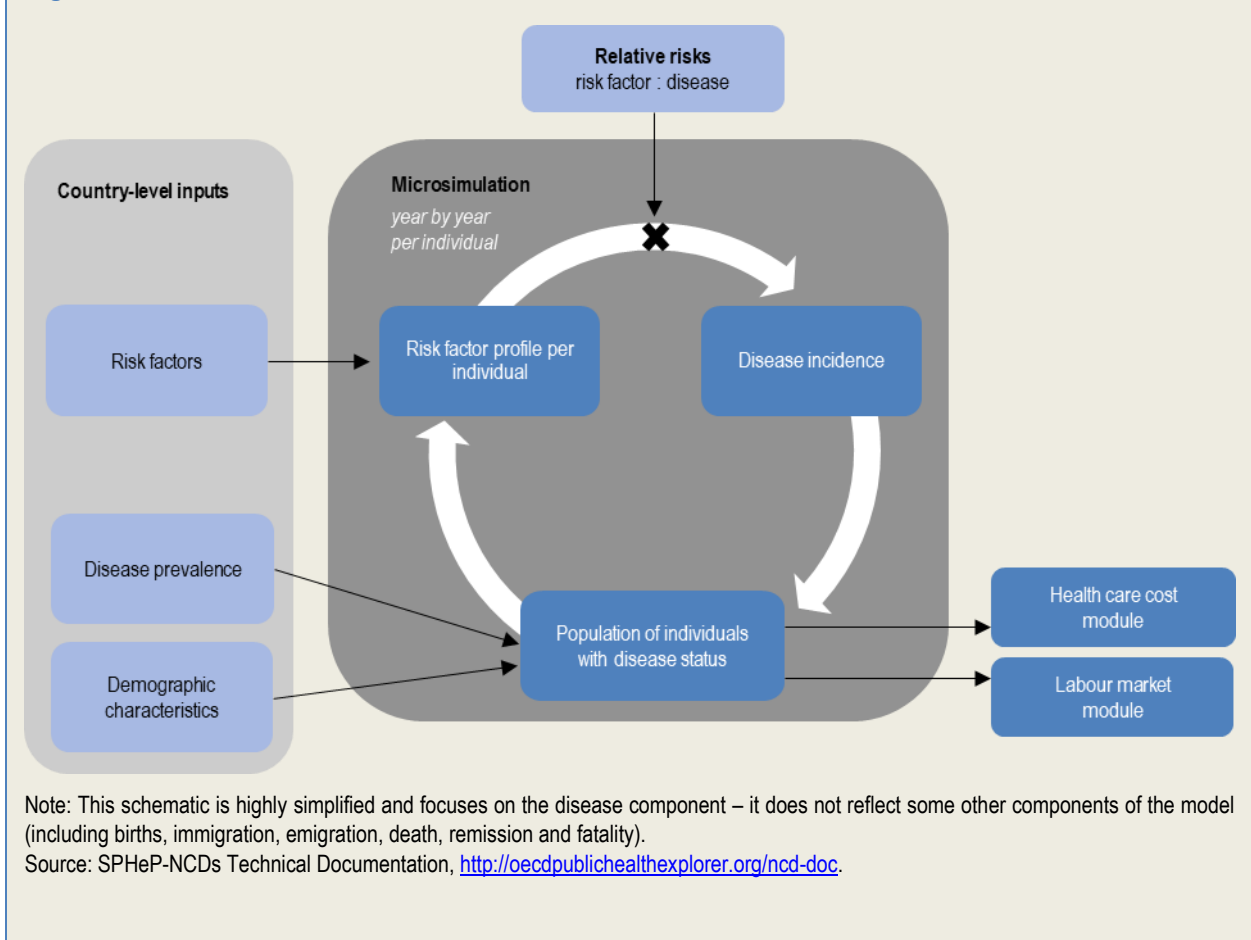 Relative risks
risk factor : disease
Country-level inputs
Microsimulation
year by year
per individual
Risk factors
Risk factor profile per
individual
Disease incidence
Disease prevalence
Demographic
characteristics
Population of individuals
with disease status
Health care cost
module
Labour market
module
Note: This schematic is highly simplified and focuses on the disease component – it does not reflect some other components of the model
(including births, immigration, emigration, death, remission and fatality).
Source: SPHeP-NCDs Technical Documentation, http://oecdpublichealthexplorer.org/ncd-doc.